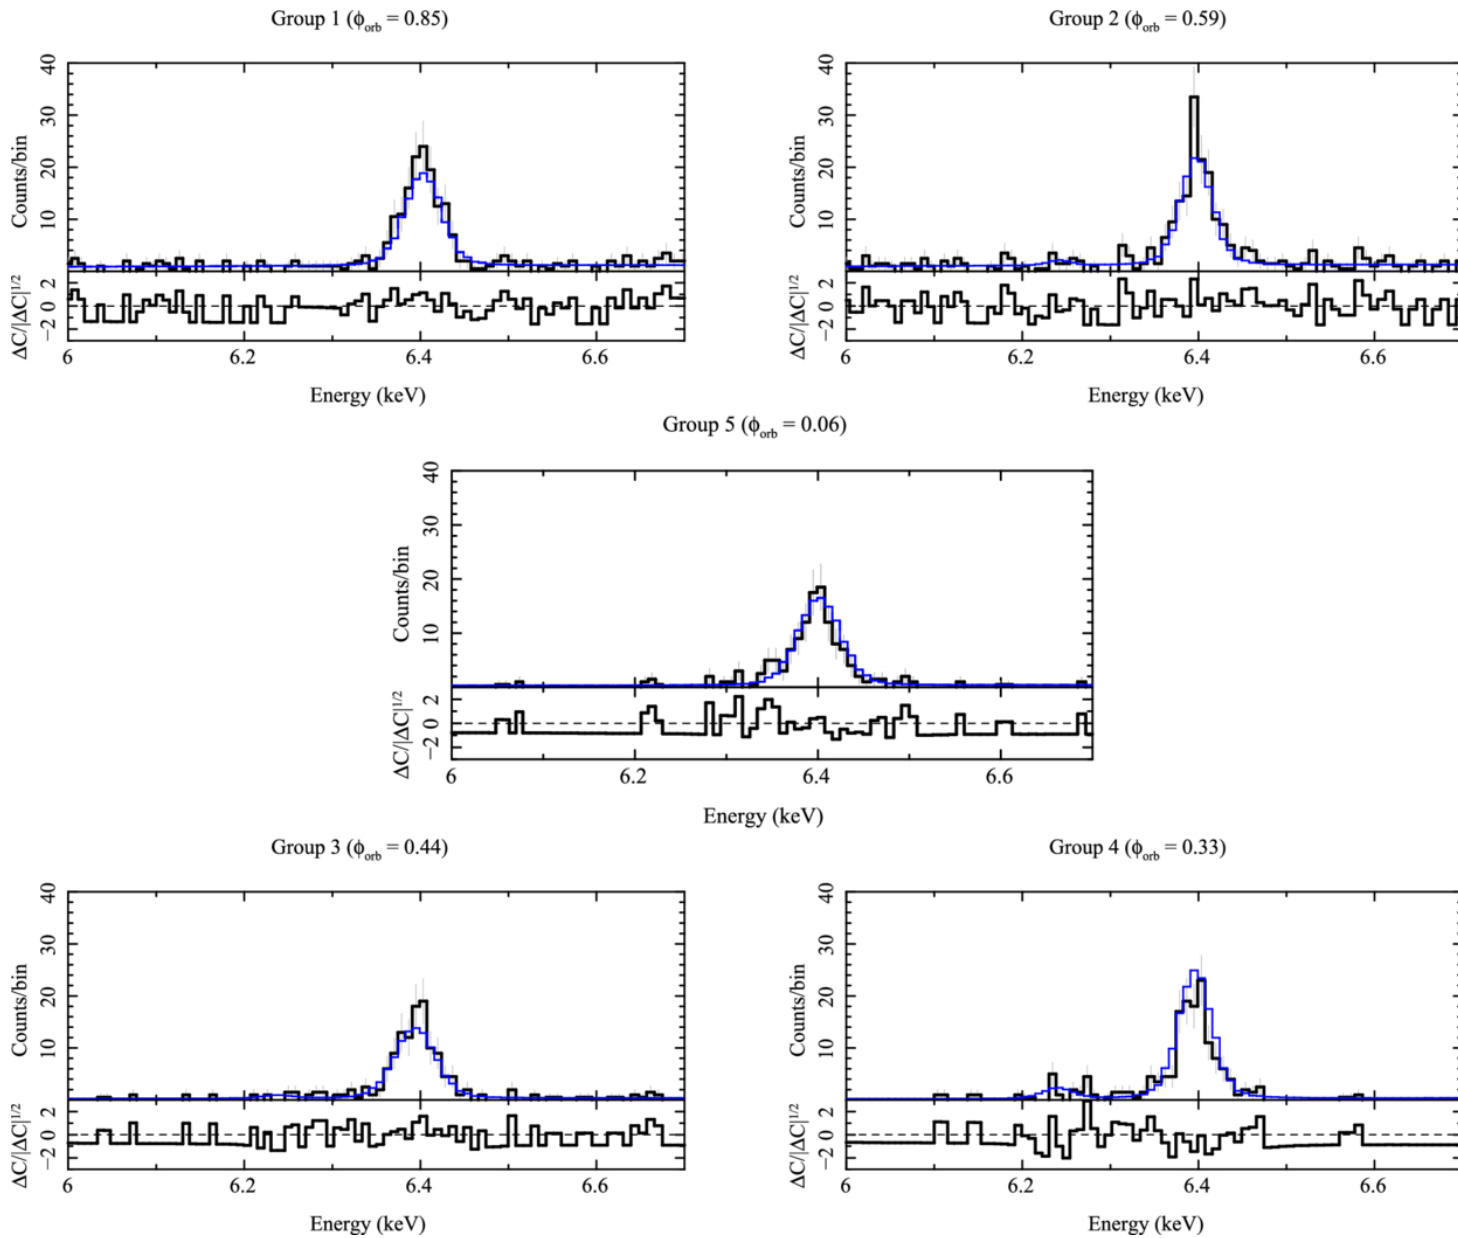 Group 1 (ϕorb = 0.85)
40
30
20
10
Counts/bin
2
0
−2
ΔC/|ΔC|^1/2
6 6.2 6.4 6.6
Energy (keV)
Group 2 (ϕorb = 0.59)
40
30
20
10
Counts/bin
2
0
−2
ΔC/|ΔC|^1/2
6 6.2 6.4 6.6
Energy (keV)
Group 5 (ϕorb = 0.06)
40
30
20
10
Counts/bin
2
0
−2
ΔC/|ΔC|^1/2
6 6.2 6.4 6.6
Energy (keV)
Group 3 (ϕorb = 0.44)
40
30
20
10
Counts/bin
2
0
−2
ΔC/|ΔC|^1/2
6 6.2 6.4 6.6
Energy (keV)
Group 4 (ϕorb = 0.33)
40
30
20
10
Counts/bin
2
0
−2
ΔC/|ΔC|^1/2
6 6.2 6.4 6.6
Energy (keV)